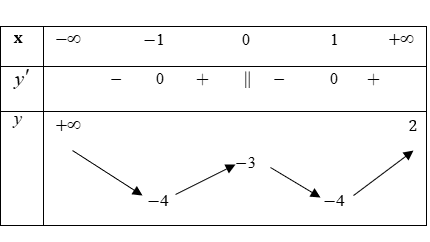 x −∞ −1 0 1 +∞
y′ − 0 + || − 0 +
y +∞ 2
−3
−4 −4